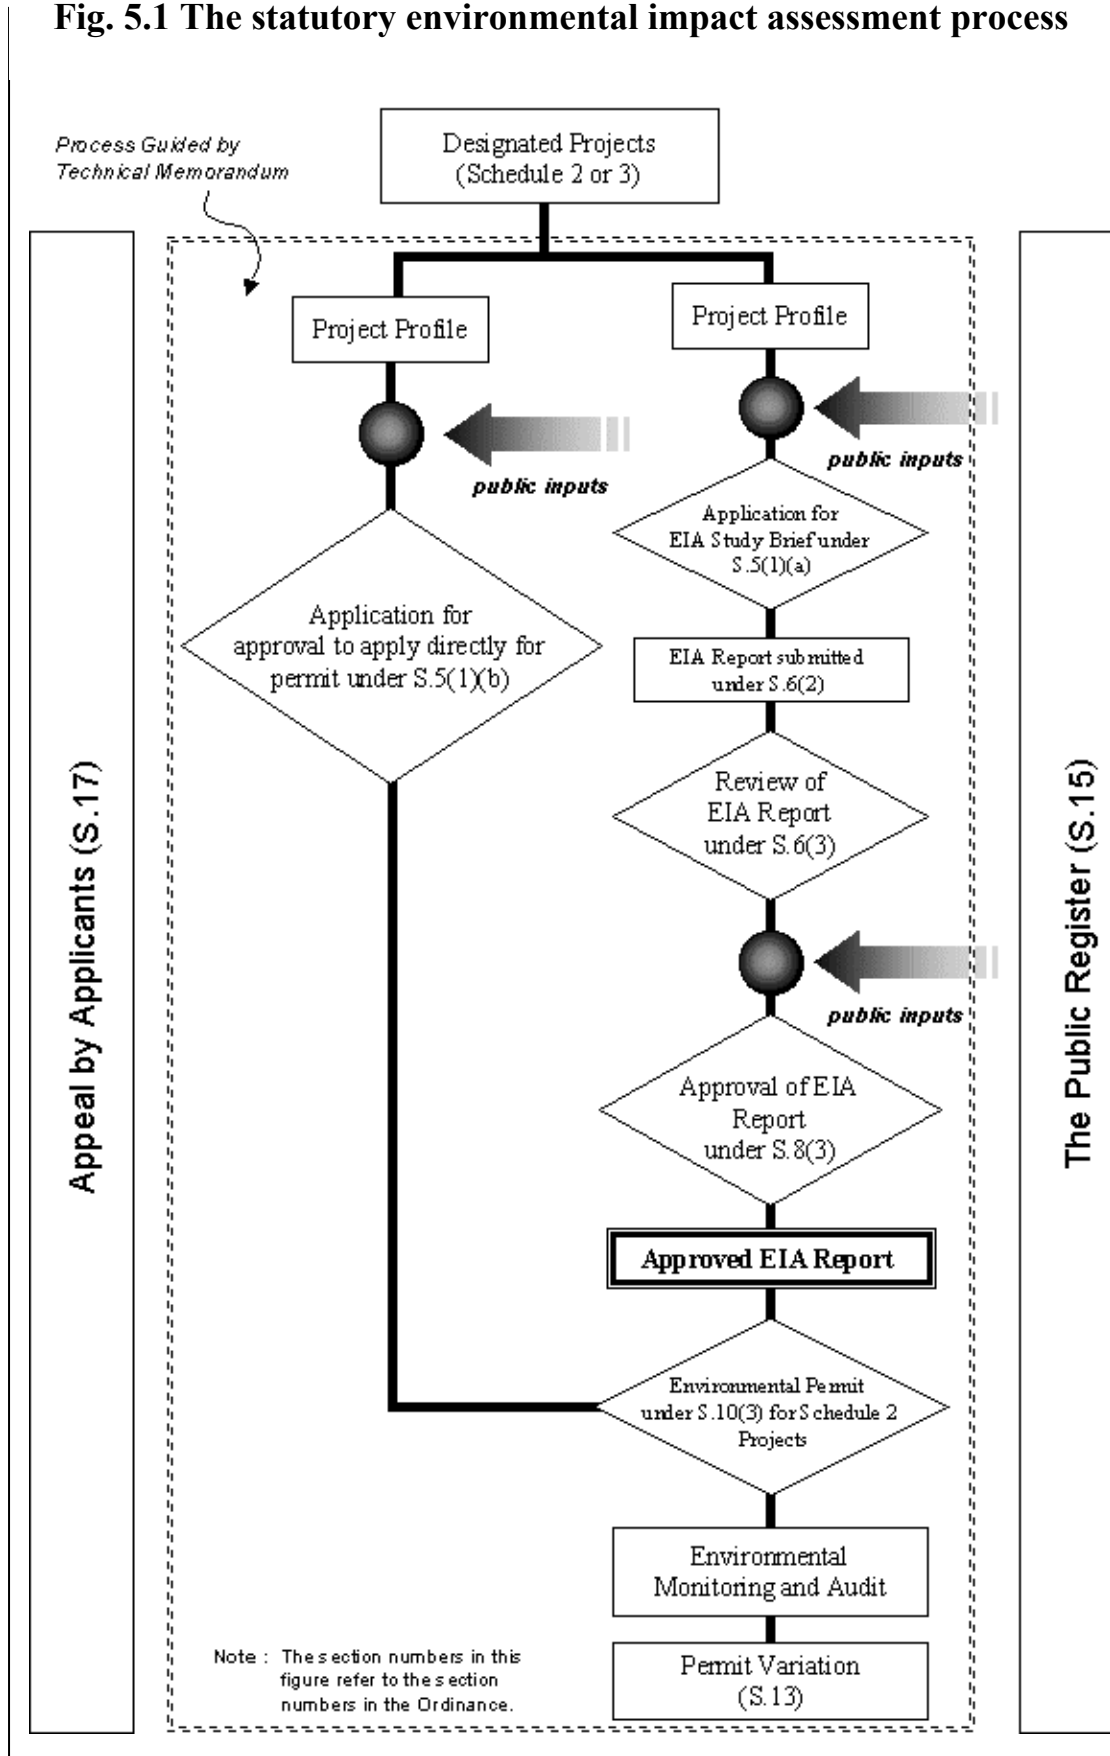 Fig. 5.1 The statutory environmental impact assessment process
Process Guided by
Technical Memorandum
Designated Projects
(Schedule 2 or 3)
Appeal by Applicants (S.17)
Project Profile
public inputs
Application for
approval to apply directly for
permit under S.5(1)(b)
Project Profile
public inputs
Application for
EIA Study Brief under
S.5(1)(a)
EIA Report submitted
under S.6(2)
Review of
EIA Report
under S.6(3)
public inputs
Approval of EIA
Report
under S.8(3)
Approved EIA Report
Environmental Permit
under S.10(3) for Schedule 2
Projects
Environmental
Monitoring and Audit
Permit Variation
(S.13)
The Public Register (S.15)
Note : The section numbers in this
figure refer to the section
numbers in the Ordinance.